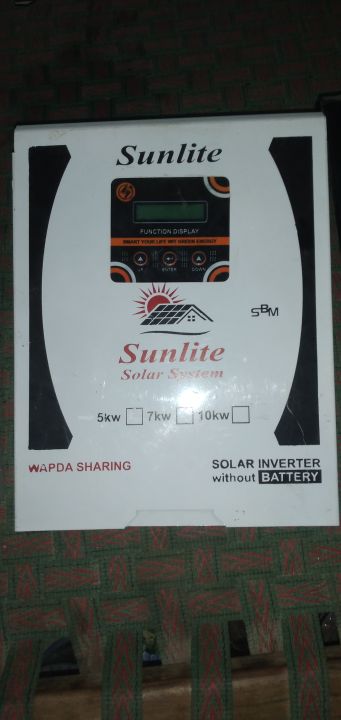 Sunlite
FUNCTION DISPLAY
SMART YOUR LIFE WIT GREEN ENERGY
UP ENTER DOWN
SBM
Sunlite
Solar System
5kw 7kw 10kw
WAPDA SHARING
SOLAR INVERTER
without BATTERY